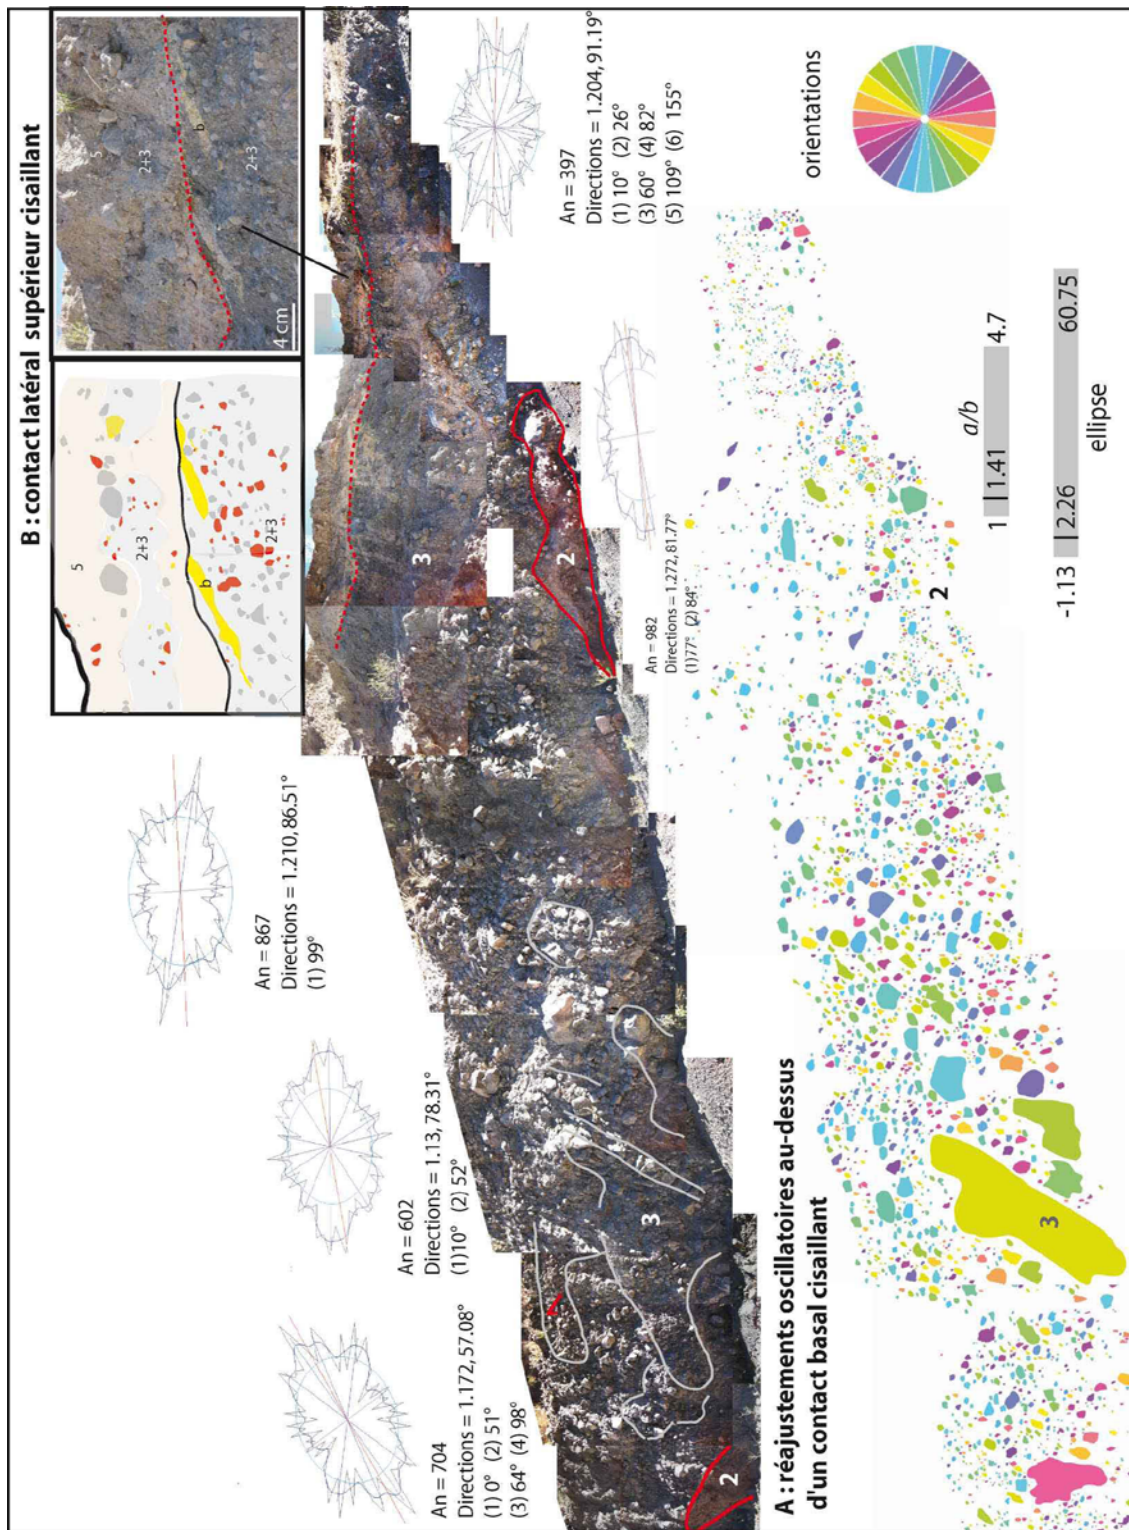 B : contact latéral supérieur cisaillant
5
2+3
b
2+3
5
2+3
b
2+3
4 cm
An = 704
Directions = 1.172, 57.08°
(1) 0° (2) 51°
(3) 64° (4) 98°
An = 602
Directions = 1.13, 78.31°
(1)10° (2) 52°
An = 867
Directions = 1.210, 86.51°
(1) 99°
An = 982
Directions = 1.272, 81.77°
(1)77° (2) 84°
An = 397
Directions = 1.204, 91.19°
(1) 10° (2) 26°
(3) 60° (4) 82°
(5) 109° (6) 155°
2
3
2
3
A : réajustements oscillatoires au-dessus
d'un contact basal cisaillant
3
2
orientations
a/b
1 1.41 4.7
-1.13 2.26 60.75
ellipse